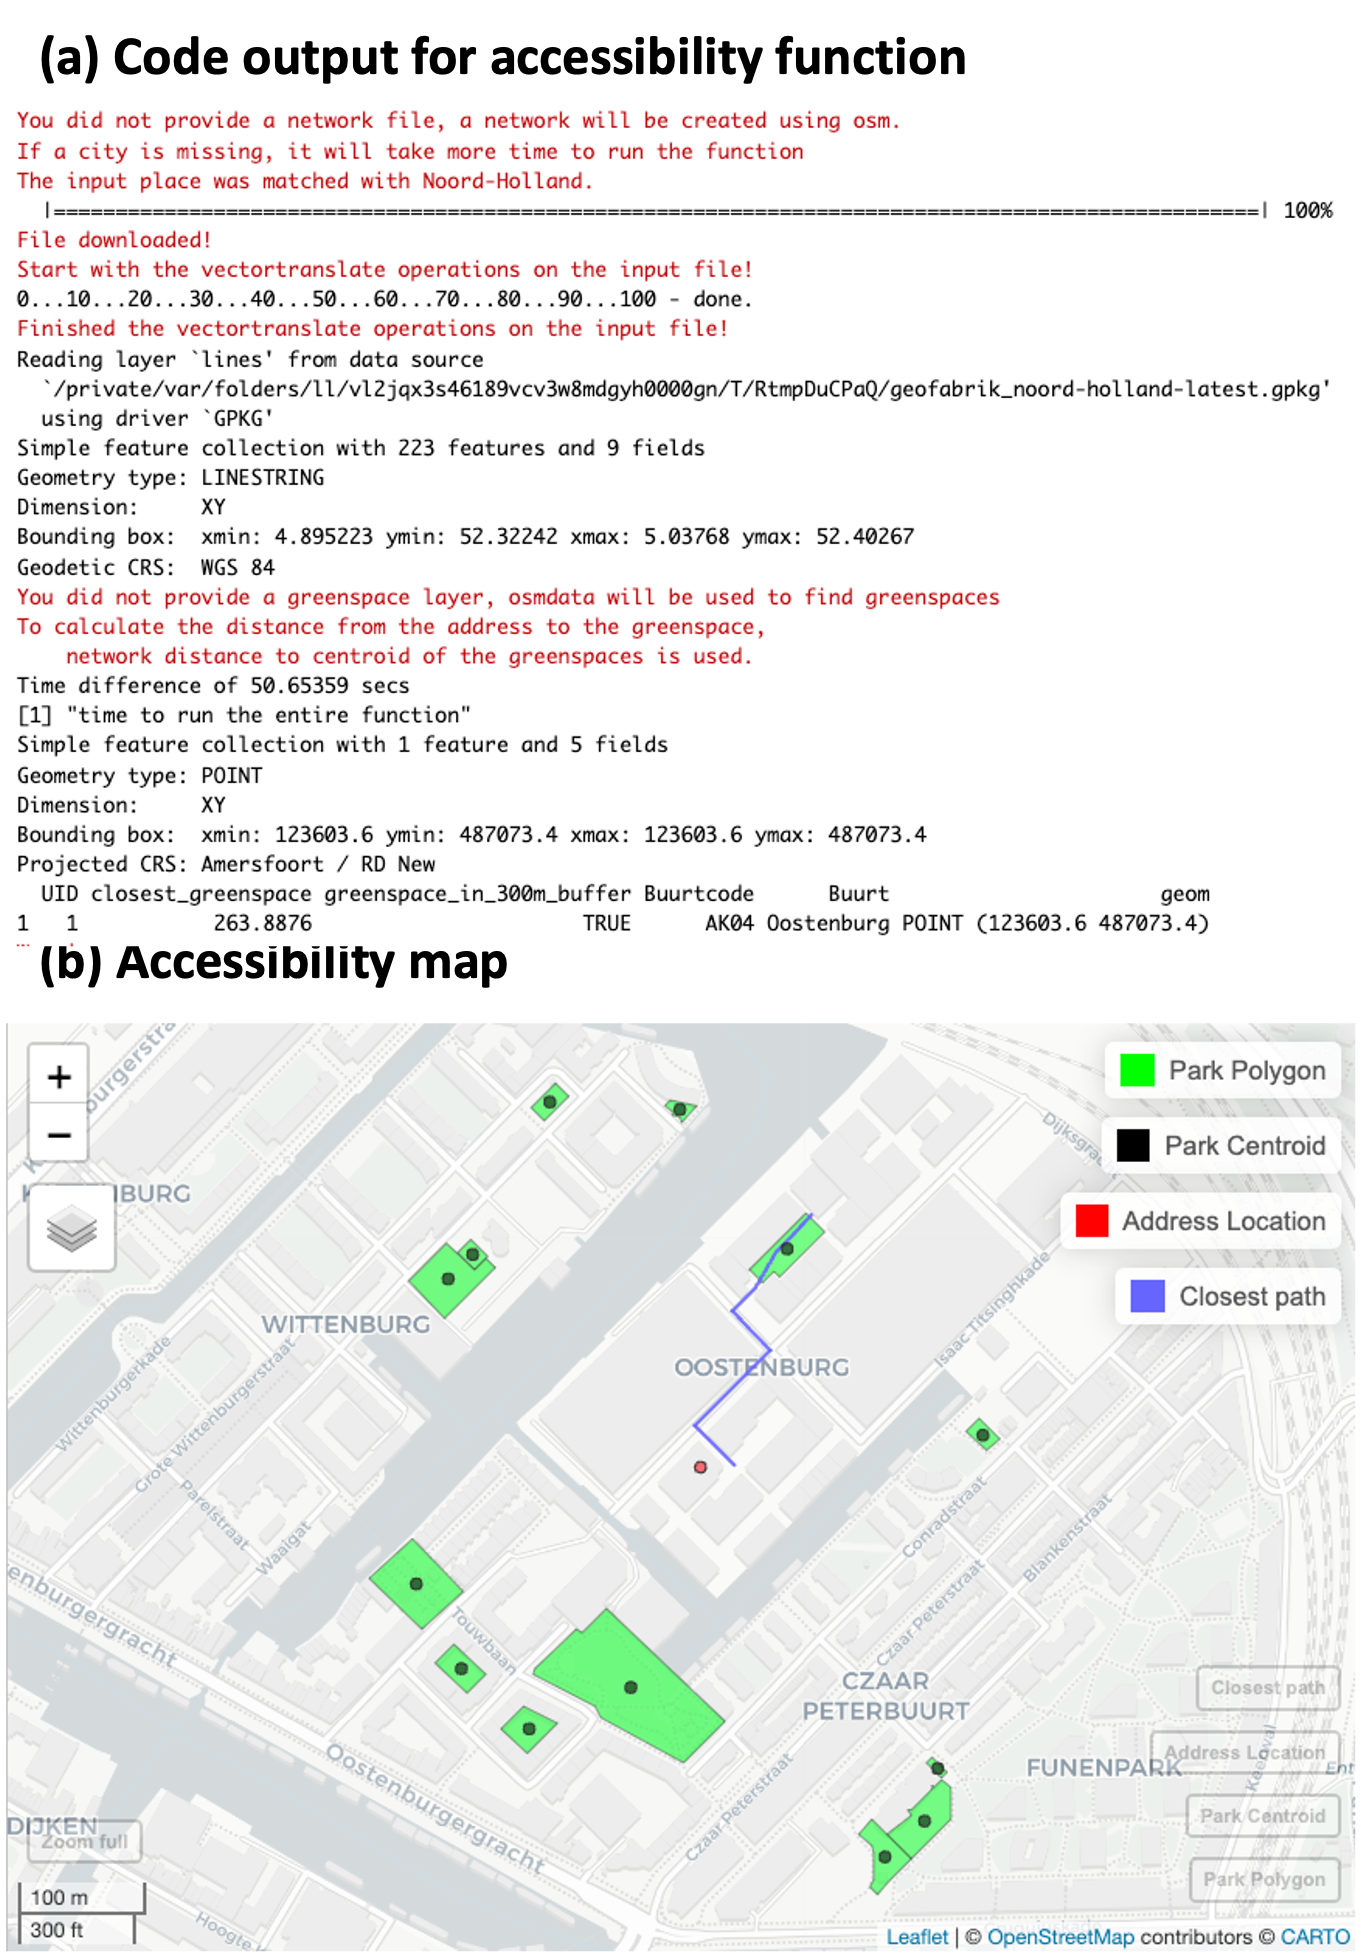 (a) Code output for accessibility function
You did not provide a network file, a network will be created using osm.
If a city is missing, it will take more time to run the function
The input place was matched with Noord-Holland.
|==================================================================================================| 100%
File downloaded!
Start with the vectortranslate operations on the input file!
0...10...20...30...40...50...60...70...80...90...100 - done.
Finished the vectortranslate operations on the input file!
Reading layer `lines' from data source
`/private/var/folders/ll/vl2jqx3s46189vcv3w8mdgyh0000gn/T/RtmpDuCPaQ/geofabrik_noord-holland-latest.gpkg'
using driver `GPKG'
Simple feature collection with 223 features and 9 fields
Geometry type: LINESTRING
Dimension: XY
Bounding box: xmin: 4.895223 ymin: 52.32242 xmax: 5.03768 ymax: 52.40267
Geodetic CRS: WGS 84
You did not provide a greenspace layer, osmdata will be used to find greenspaces
To calculate the distance from the address to the greenspace,
network distance to centroid of the greenspaces is used.
Time difference of 50.65359 secs
[1] "time to run the entire function"
Simple feature collection with 1 feature and 5 fields
Geometry type: POINT
Dimension: XY
Bounding box: xmin: 123603.6 ymin: 487073.4 xmax: 123603.6 ymax: 487073.4
Projected CRS: Amersfoort / RD New
UID closest_greenspace greenspace_in_300m_buffer Buurtcode Buurt geom
1 1 263.8876 TRUE AK04 Oostenburg POINT (123603.6 487073.4)
(b) Accessibility map
+
−
burgerstra
Park Polygon
Park Centroid
Address Location
Closest path
Dijksgra
BURG
WITTENBURG
OOSTENBURG
Isaac Titsinghkade
Wittenburgerkade
Grote Wittenburgerstraat
Parelstraat
Waaigat
Conradstraat
Blankenstraat
Czaar Peterstraat
enburgergracht
Touwbaan
CZAAR
PETERBUURT
Closest path
Address Location
FUNENPARK
Ent
Oostenburgergracht
Czaar Peterstraat
Park Centroid
DIJKEN
Zoom full
Park Polygon
100 m
300 ft
Hoogte K
Leaflet | © OpenStreetMap contributors © CARTO